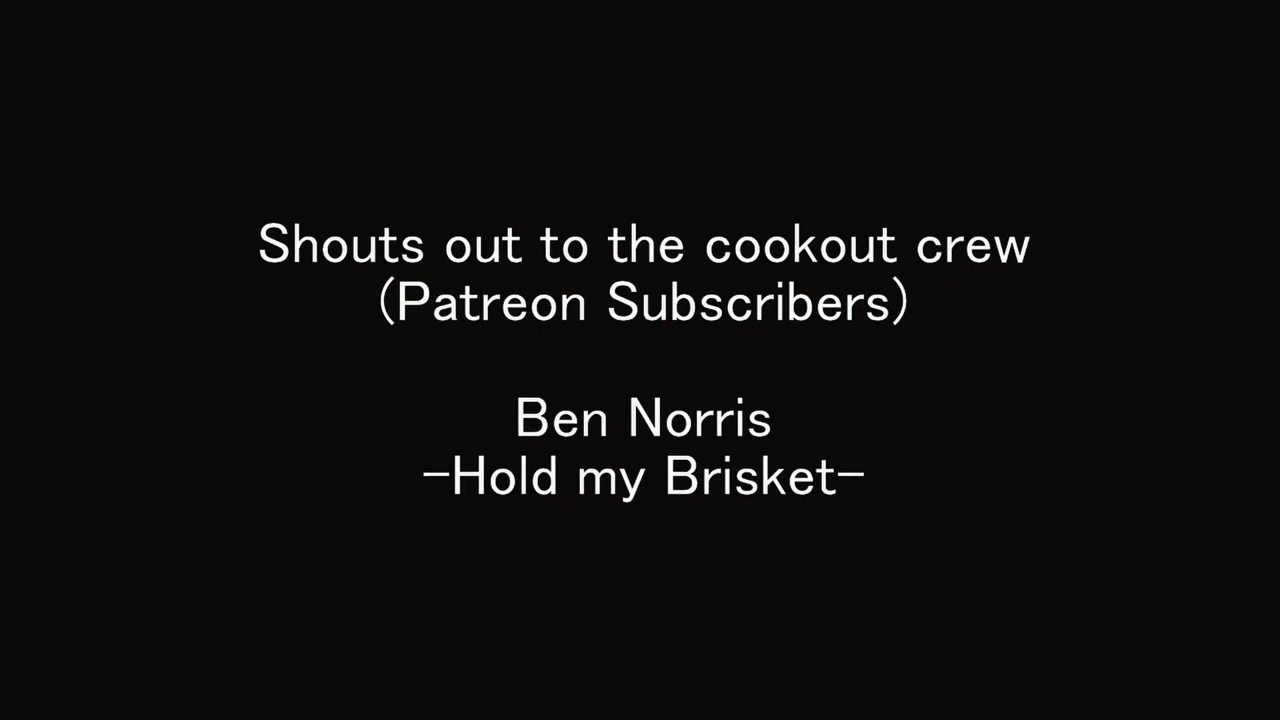 Shouts out to the cookout crew
(Patreon Subscribers)
Ben Norris
-Hold my Brisket-